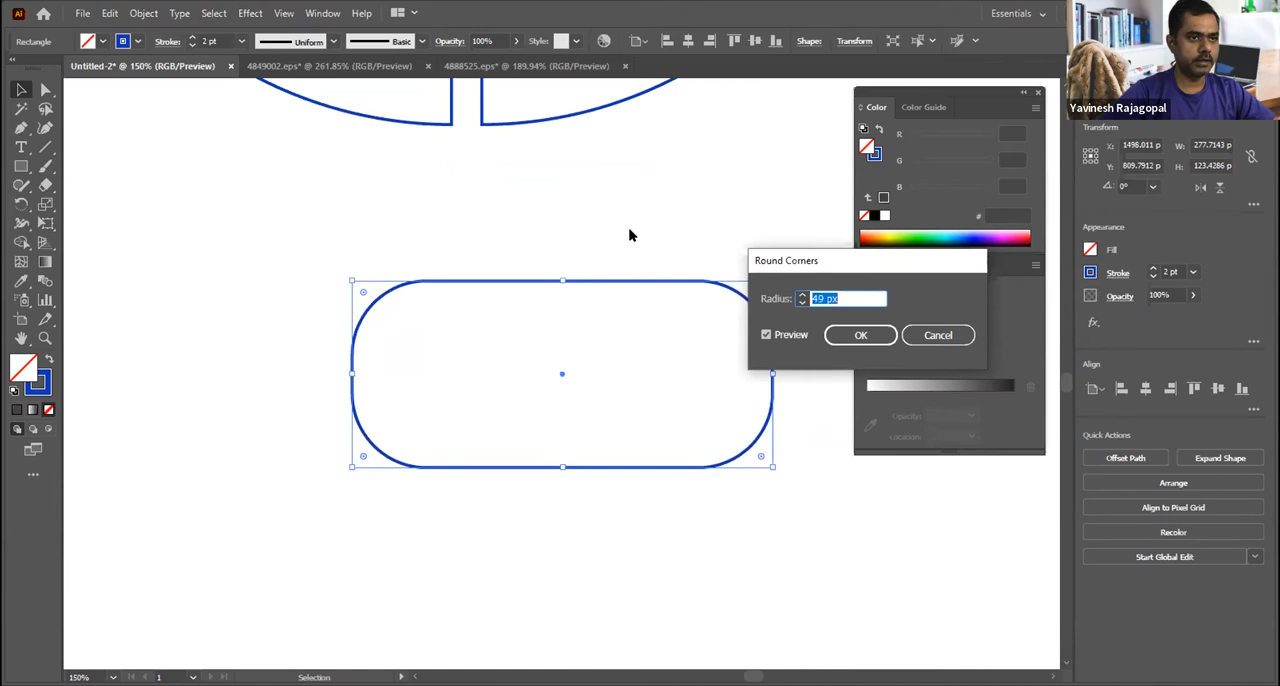 Ai File Edit Object Type Select Effect View Window Help Essentials
Yavinesh Rajagopal
Rectangle Stroke: 2 pt Uniform Basic Opacity: 100% Style: Shape: Transform
Untitled-2* @ 150% (RGB/Preview) × 4849002.eps* @ 261.85% (RGB/Preview) × 4888525.eps* @ 189.94% (RGB/Preview) ×
Color Color Guide
R
G
B
#
Round Corners
Radius: 49 px
Preview OK Cancel
Opacity:
Location:
Transform
X: 1498.011 p W: 277.7143 p
Y: 809.7912 p H: 123.4286 p
0°
Appearance
Fill
Stroke 2 pt
Opacity 100%
fx.
Align
Quick Actions
Offset Path Expand Shape
Arrange
Align to Pixel Grid
Recolor
Start Global Edit
150% 1 Selection